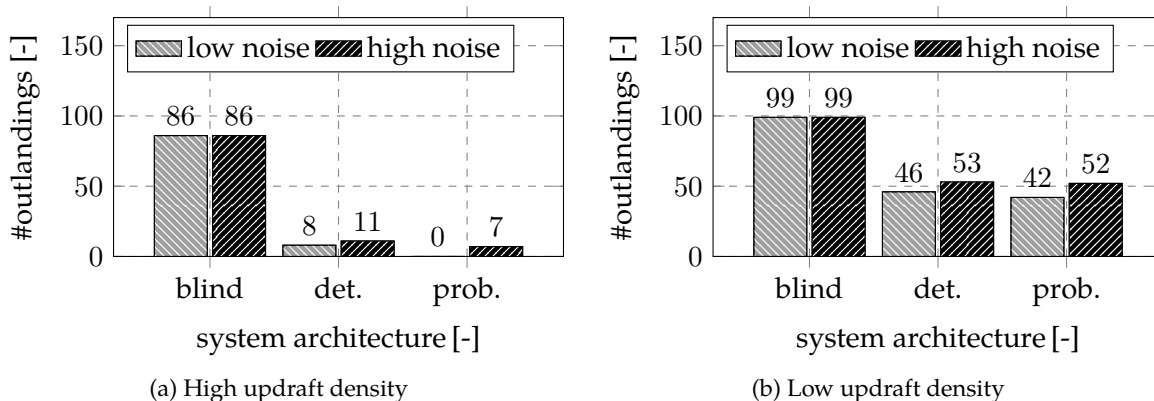 #outlandings [-]
150
100
50
0
low noise high noise
86 86
8 11
0 7
blind det. prob.
system architecture [-]
(a) High updraft density
#outlandings [-]
150
100
50
0
low noise high noise
99 99
46 53
42 52
blind det. prob.
system architecture [-]
(b) Low updraft density